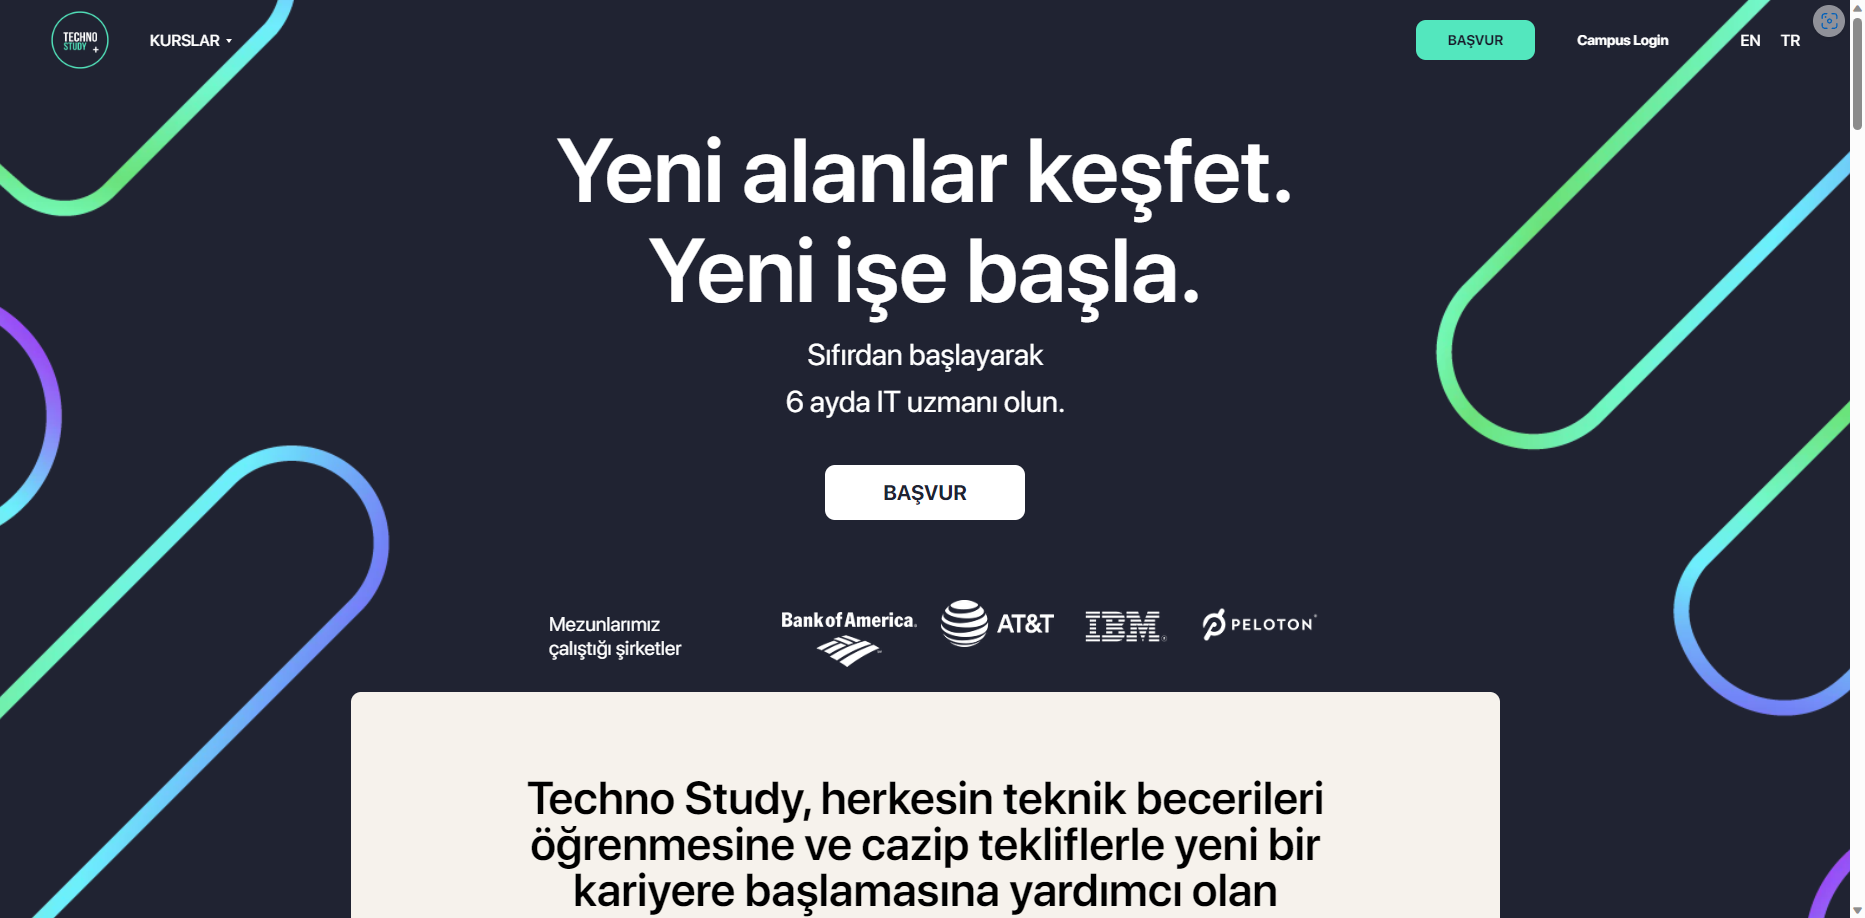 TECHNO
STUDY
KURSLAR
BAŞVUR
Campus Login
EN
TR
Yeni alanlar keşfet.
Yeni işe başla.
Sıfırdan başlayarak
6 ayda IT uzmanı olun.
BAŞVUR
Mezunlarımız
çalıştığı şirketler
Bank of America.
AT&T
IBM
PELOTON
Techno Study, herkesin teknik becerileri
öğrenmesine ve cazip tekliflerle yeni bir
kariyere başlamasına yardımcı olan